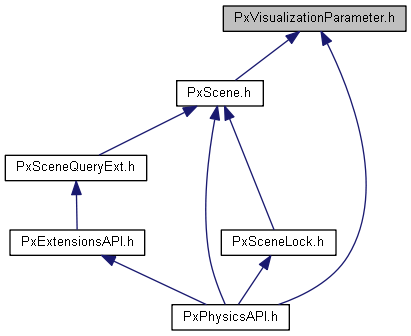 PxVisualizationParameter.h
PxScene.h
PxSceneQueryExt.h
PxExtensionsAPI.h
PxSceneLock.h
PxPhysicsAPI.h